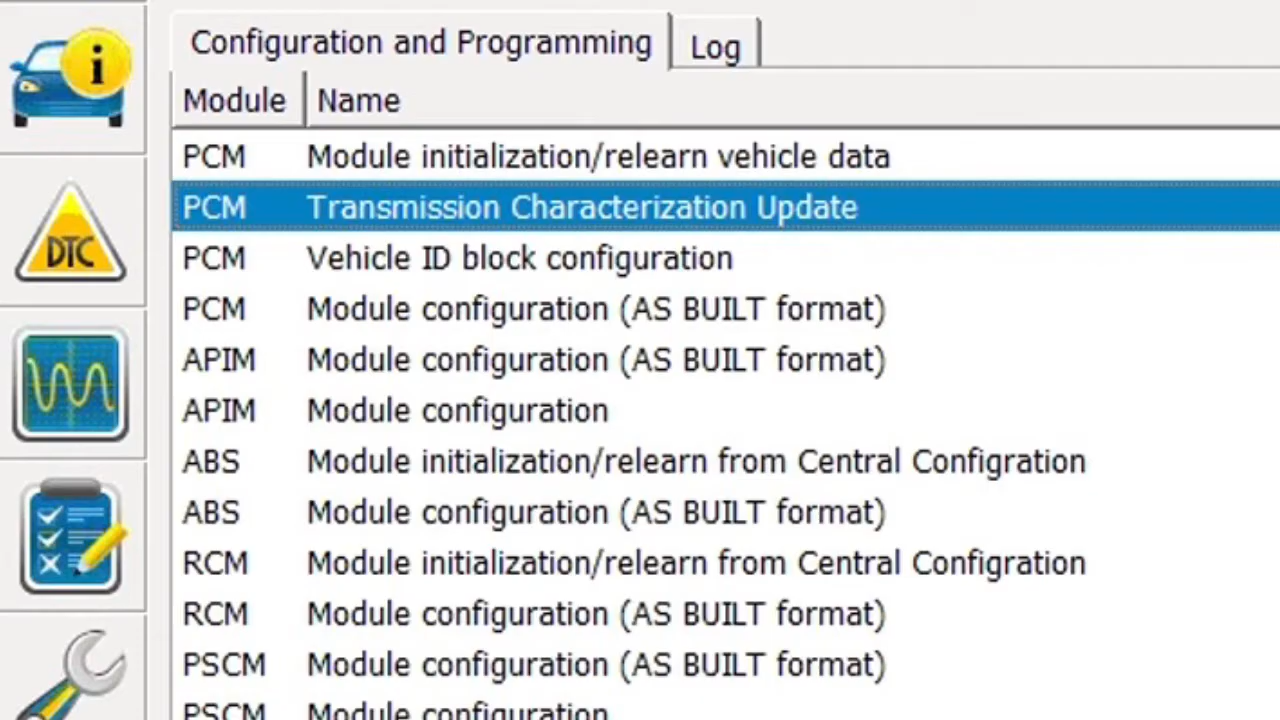 Configuration and Programming Log
Module Name
PCM Module initialization/relearn vehicle data
PCM Transmission Characterization Update
PCM Vehicle ID block configuration
PCM Module configuration (AS BUILT format)
APIM Module configuration (AS BUILT format)
APIM Module configuration
ABS Module initialization/relearn from Central Configration
ABS Module configuration (AS BUILT format)
RCM Module initialization/relearn from Central Configration
RCM Module configuration (AS BUILT format)
PSCM Module configuration (AS BUILT format)
PSCM Module configuration
i
DTC